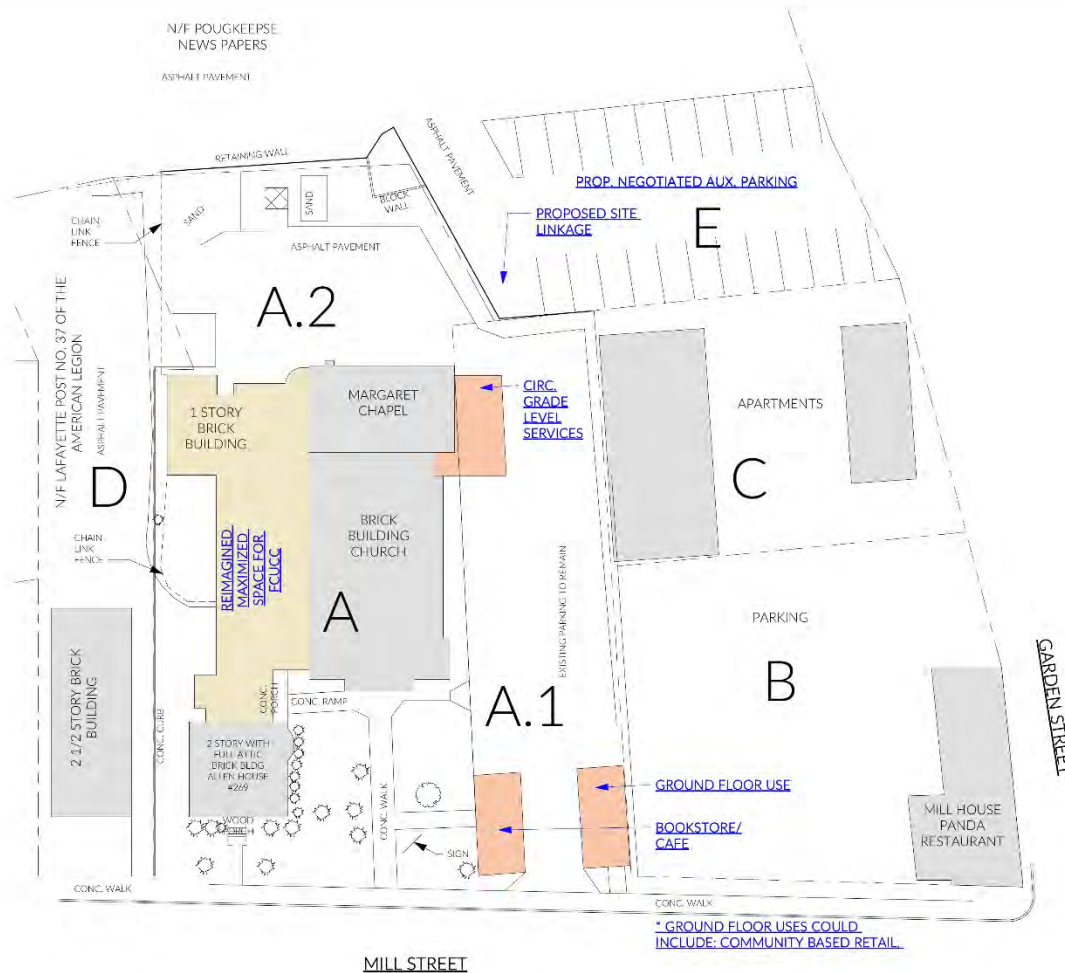 N/F POUGKEEPSE
NEWS PAPERS
ASPHALT PAVEMENT
RETAINING WALL
ASPHALT PAVEMENT
PROP. NEGOTIATED AUX. PARKING
E
PROPOSED SITE
LINKAGE
CHAIN
LINK
FENCE
SAND
SAND
BLOCK
WALL
ASPHALT PAVEMENT
A.2
N/F LAFAYETTE POST NO. 37 OF THE
AMERICAN LEGION
ASPHALT PAVEMENT
D
1 STORY
BRICK
BUILDING
MARGARET
CHAPEL
CIRC.
GRADE
LEVEL
SERVICES
APARTMENTS
C
CHAIN
LINK
FENCE
REIMAGINED
MAXIMIZED
SPACE FOR
FCUCC
BRICK
BUILDING
CHURCH
A
EXISTING PARKING TO REMAIN
PARKING
B
GARDEN STREET
2 1/2 STORY BRICK
BUILDING
CONC. CURB
CONC.
PORCH
CONC. RAMP
A.1
2 STORY WITH
FULL ATTIC
BRICK BLDG
ALLEN HOUSE
#269
WOOD
PORCH
CONC. WALK
SIGN
GROUND FLOOR USE
BOOKSTORE/
CAFE
MILL HOUSE
PANDA
RESTAURANT
CONC. WALK
CONC. WALK
* GROUND FLOOR USES COULD
INCLUDE: COMMUNITY BASED RETAIL.
MILL STREET